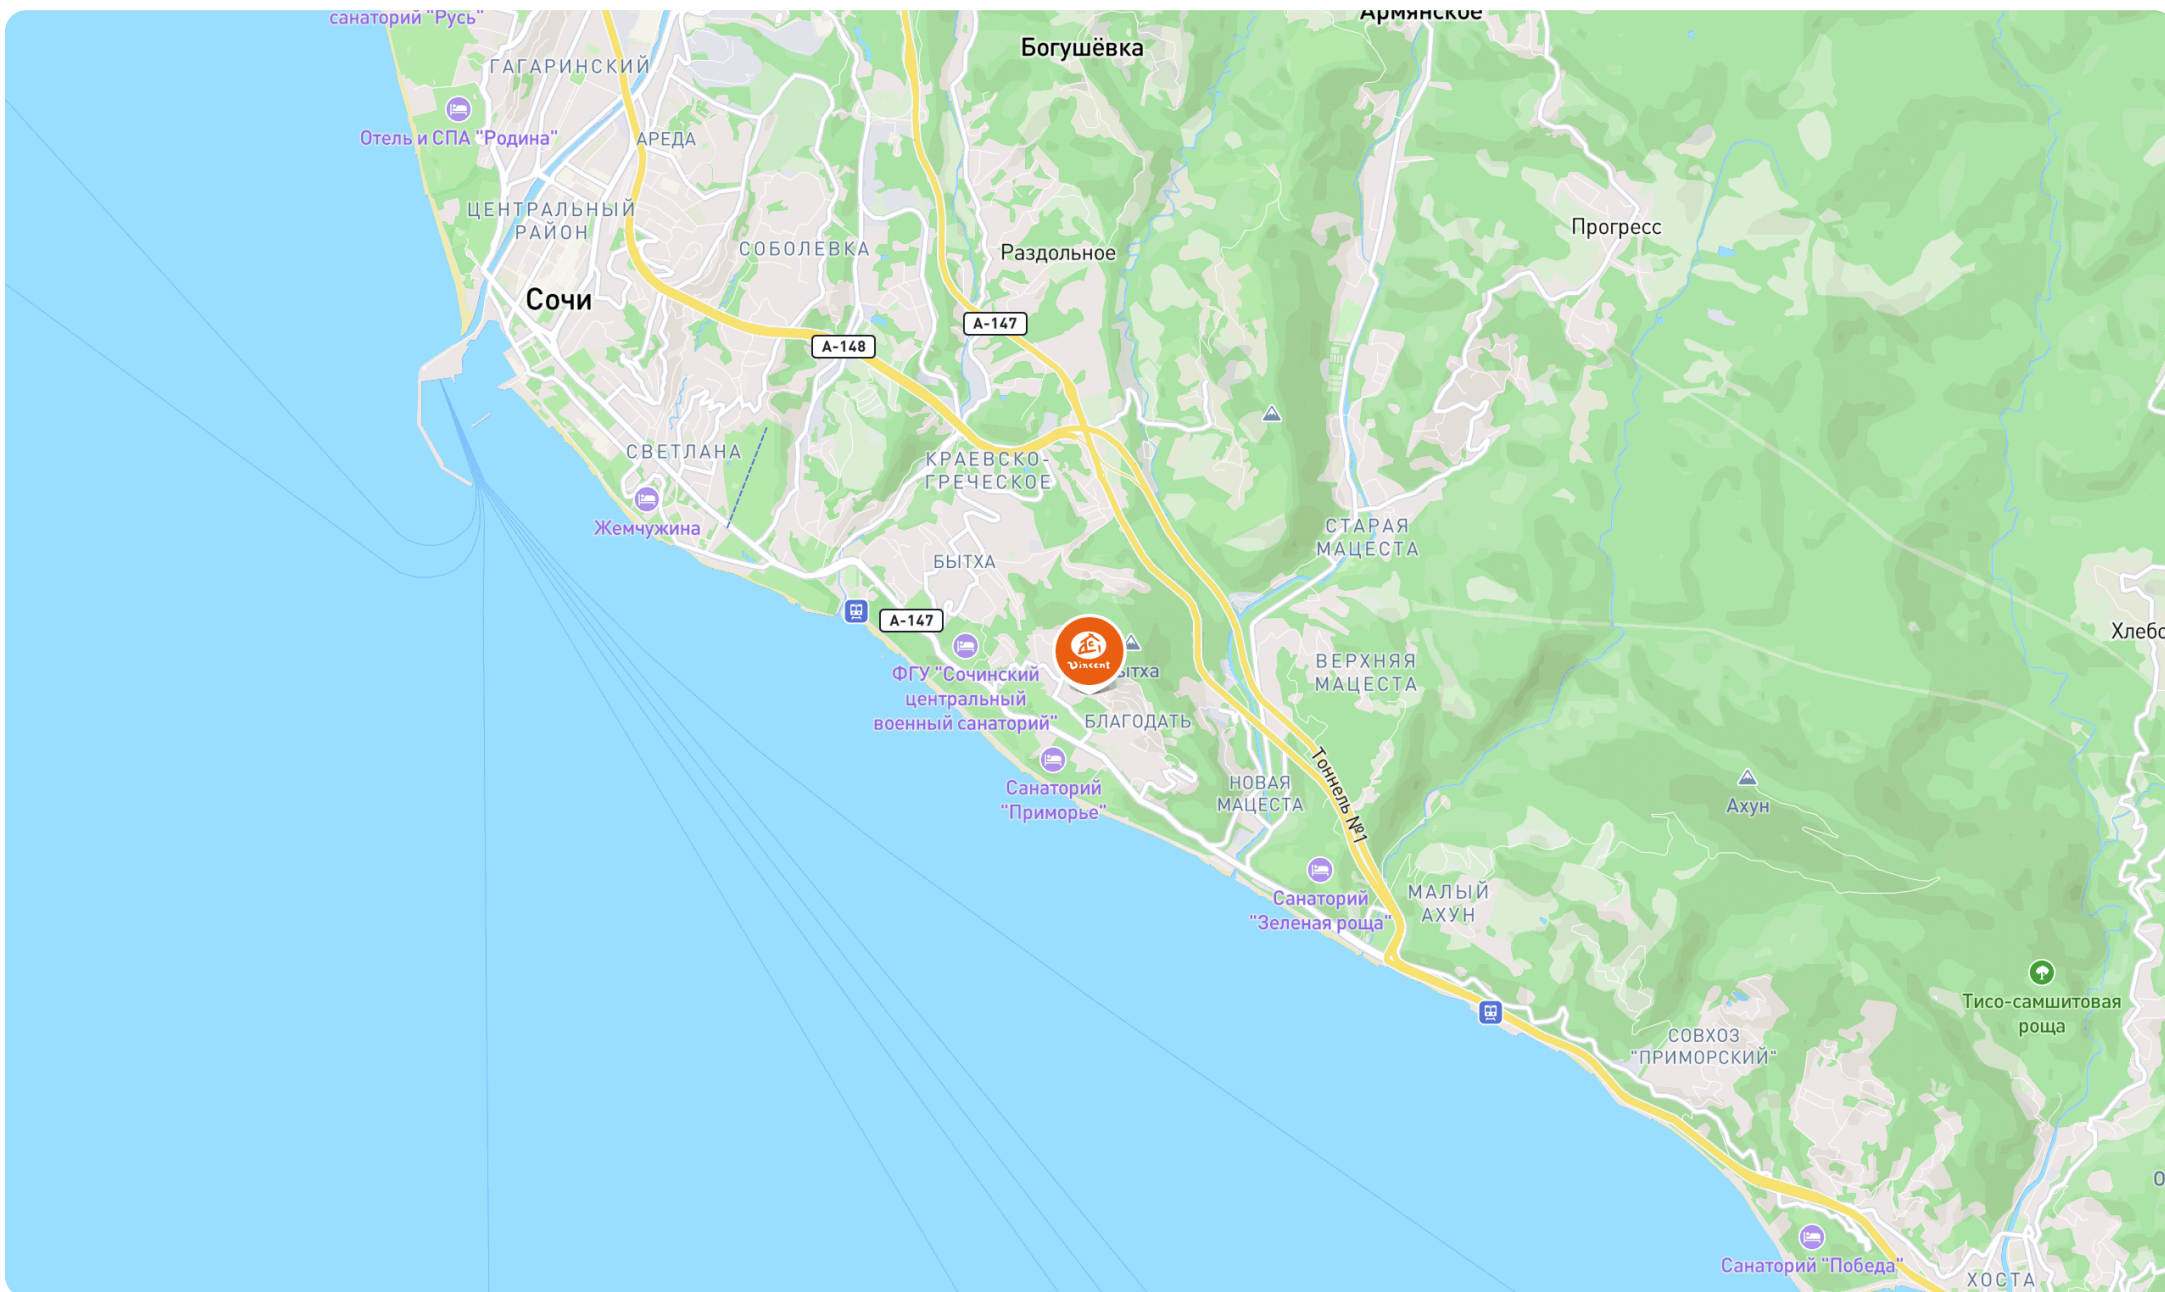 санаторий "Русь"
Армянское
Богушёвка
ГАГАРИНСКИЙ
Отель и СПА "Родина"
АРЕДА
ЦЕНТРАЛЬНЫЙ
РАЙОН
СОБОЛЕВКА
Раздольное
Прогресс
Сочи
А-147
А-148
СВЕТЛАНА
КРАЕВСКО-
ГРЕЧЕСКОЕ
Жемчужина
СТАРАЯ
МАЦЕСТА
БЫТХА
А-147
Vincent
ытха
ФГУ "Сочинский
центральный
военный санаторий"
ВЕРХНЯЯ
МАЦЕСТА
Хлебо
БЛАГОДАТЬ
Санаторий
"Приморье"
НОВАЯ
МАЦЕСТА
Тоннель №1
Ахун
Санаторий
"Зеленая роща"
МАЛЫЙ
АХУН
Тисо-самшитовая
роща
СОВХОЗ
"ПРИМОРСКИЙ"
О
Санаторий "Победа"
ХОСТА